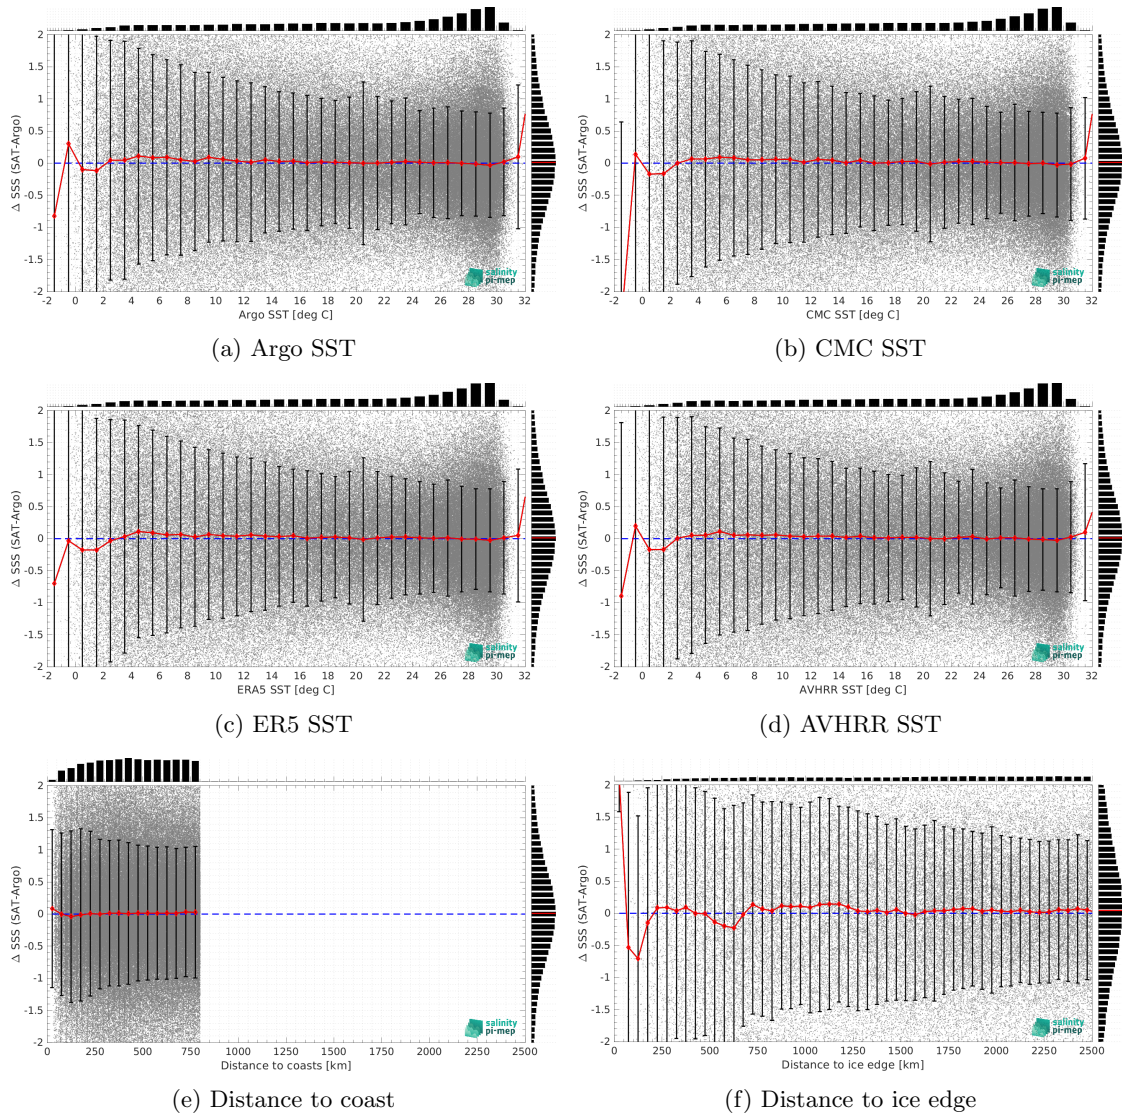 2
1.5
1
0.5
0
-0.5
-1
-1.5
-2
Δ SSS (SAT-Argo)
-2 0 2 4 6 8 10 12 14 16 18 20 22 24 26 28 30 32
Argo SST [deg C]
salinity
pi-mep
(a) Argo SST
2
1.5
1
0.5
0
-0.5
-1
-1.5
-2
Δ SSS (SAT-Argo)
-2 0 2 4 6 8 10 12 14 16 18 20 22 24 26 28 30 32
CMC SST [deg C]
salinity
pi-mep
(b) CMC SST
2
1.5
1
0.5
0
-0.5
-1
-1.5
-2
Δ SSS (SAT-Argo)
-2 0 2 4 6 8 10 12 14 16 18 20 22 24 26 28 30 32
ERA5 SST [deg C]
salinity
pi-mep
(c) ER5 SST
2
1.5
1
0.5
0
-0.5
-1
-1.5
-2
Δ SSS (SAT-Argo)
-2 0 2 4 6 8 10 12 14 16 18 20 22 24 26 28 30 32
AVHRR SST [deg C]
salinity
pi-mep
(d) AVHRR SST
2
1.5
1
0.5
0
-0.5
-1
-1.5
-2
Δ SSS (SAT-Argo)
0 250 500 750 1000 1250 1500 1750 2000 2250 2500
Distance to coasts [km]
salinity
pi-mep
(e) Distance to coast
2
1.5
1
0.5
0
-0.5
-1
-1.5
-2
Δ SSS (SAT-Argo)
0 250 500 750 1000 1250 1500 1750 2000 2250 2500
Distance to ice edge [km]
salinity
pi-mep
(f) Distance to ice edge